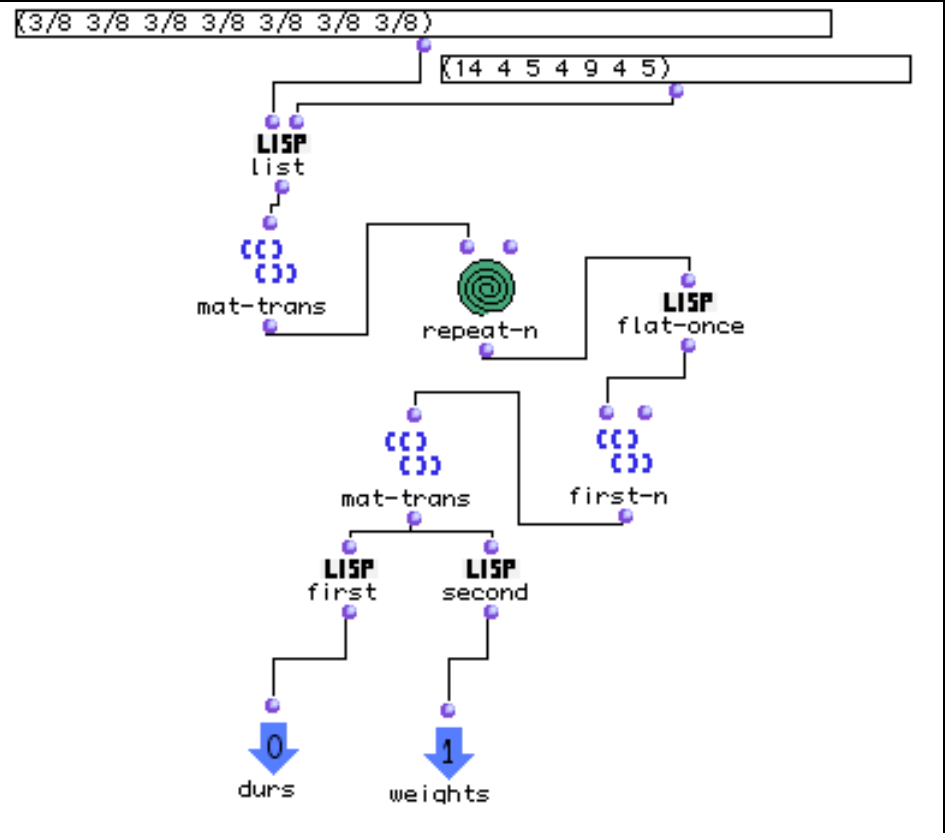 (3/8 3/8 3/8 3/8 3/8 3/8 3/8)
(14 4 5 4 9 4 5)
LISP
list
mat-trans
repeat-n
LISP
flat-once
mat-trans
first-n
LISP
first
LISP
second
0
durs
1
weights